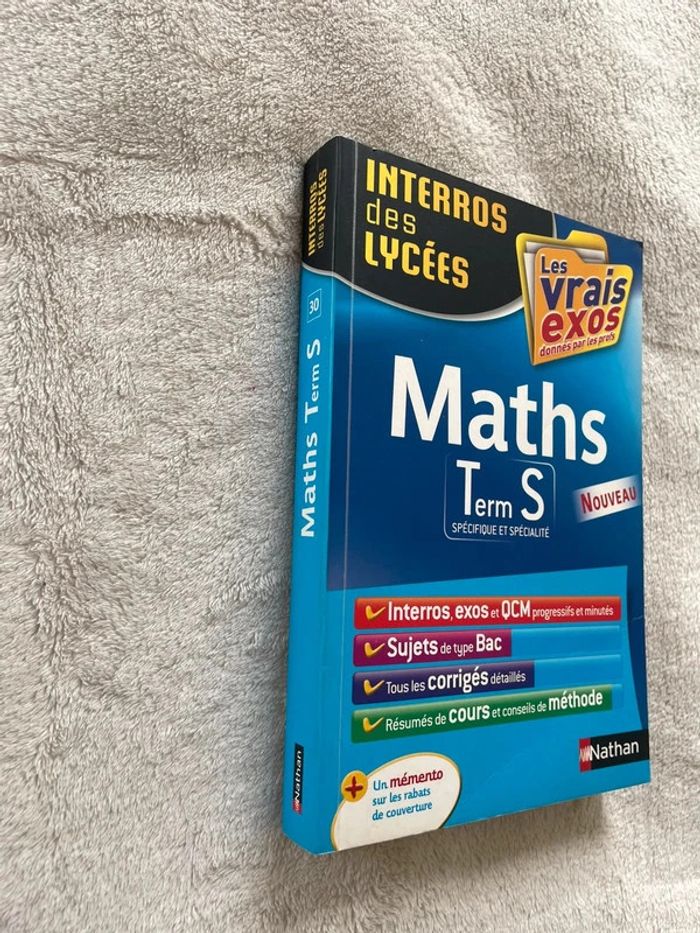 INTERROS
des LYCÉES
30
Maths Term S
Nathan
INTERROS
des
LYCÉES
Les
vrais
exos
donnés par les profs
Maths
Term S
SPÉCIFIQUE ET SPÉCIALITÉ
NOUVEAU
Interros, exos et QCM progressifs et minutés
Sujets de type Bac
Tous les corrigés détaillés
Résumés de cours et conseils de méthode
Nathan
+ Un mémento
sur les rabats
de couverture